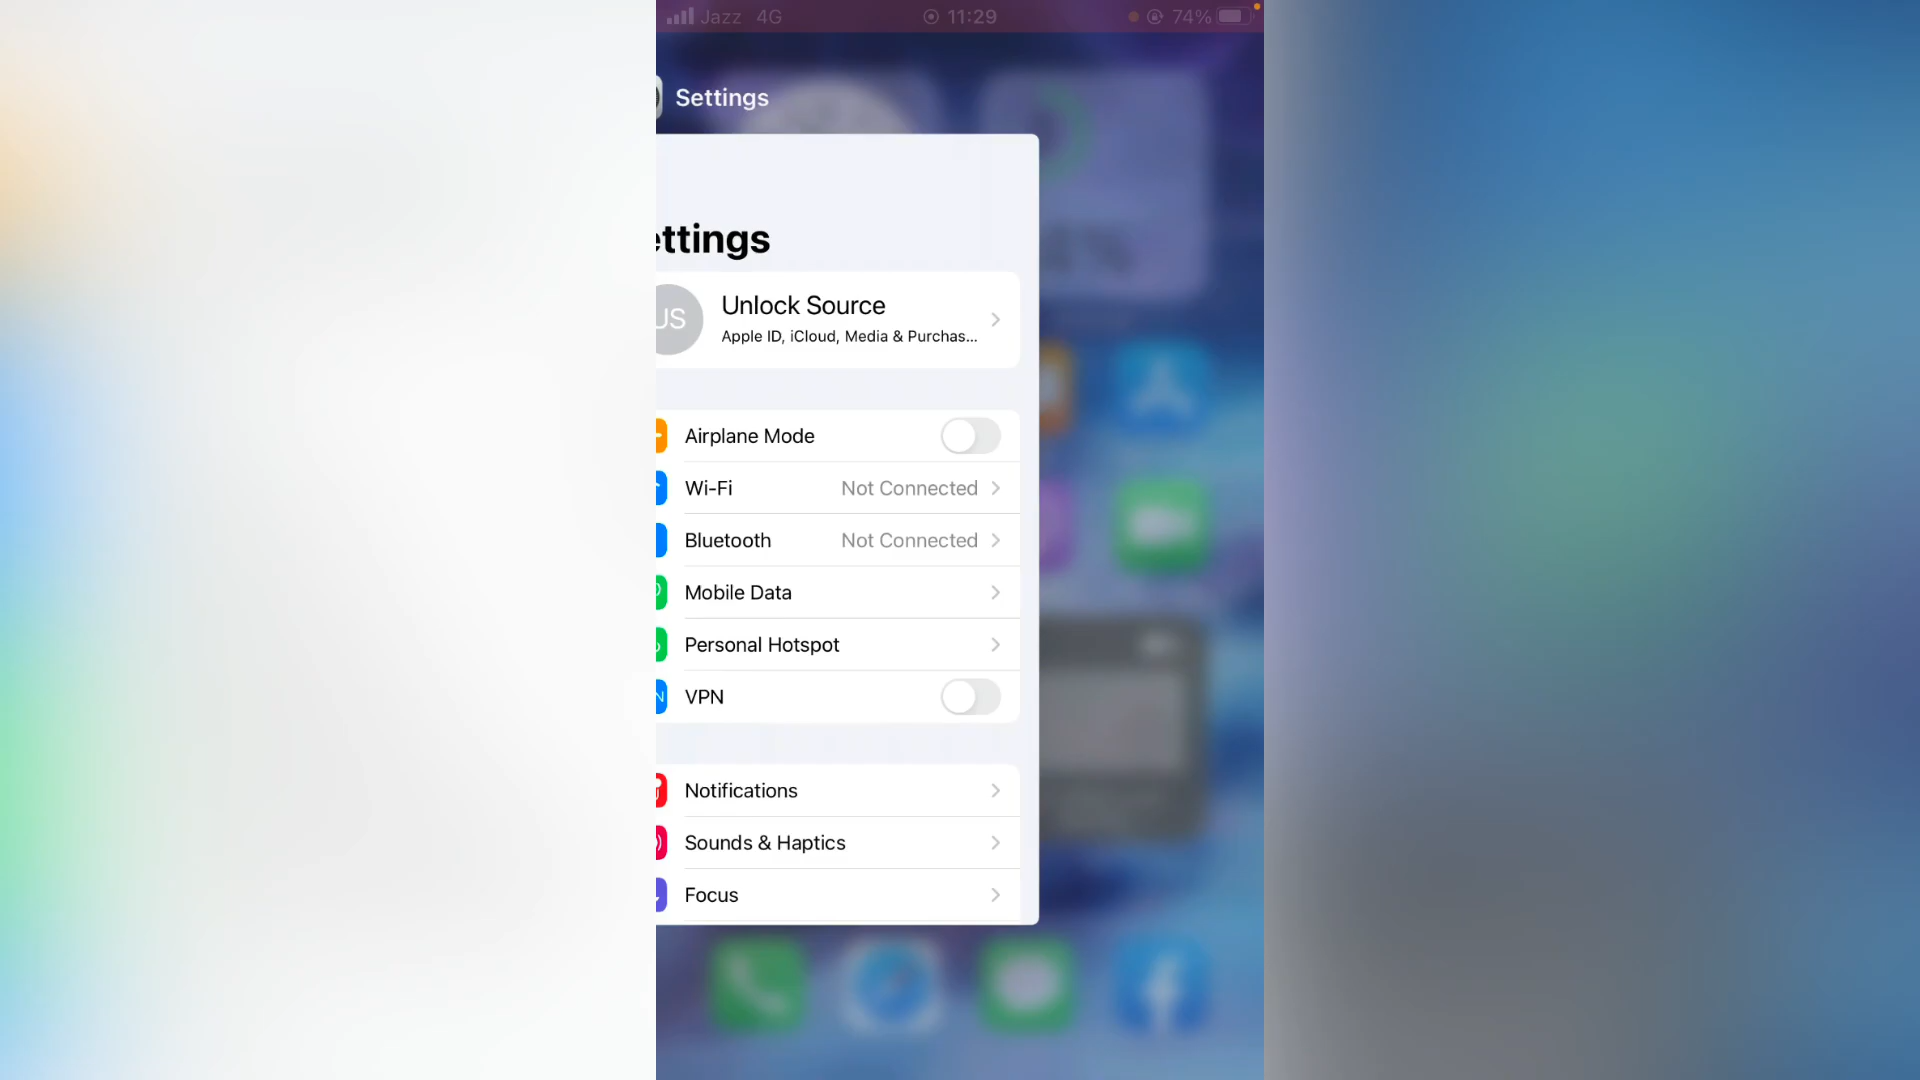 Jazz 4G 11:29 74%
Settings
ettings
US Unlock Source
Apple ID, iCloud, Media & Purchas...
Airplane Mode
Wi-Fi Not Connected
Bluetooth Not Connected
Mobile Data
Personal Hotspot
VPN
Notifications
Sounds & Haptics
Focus